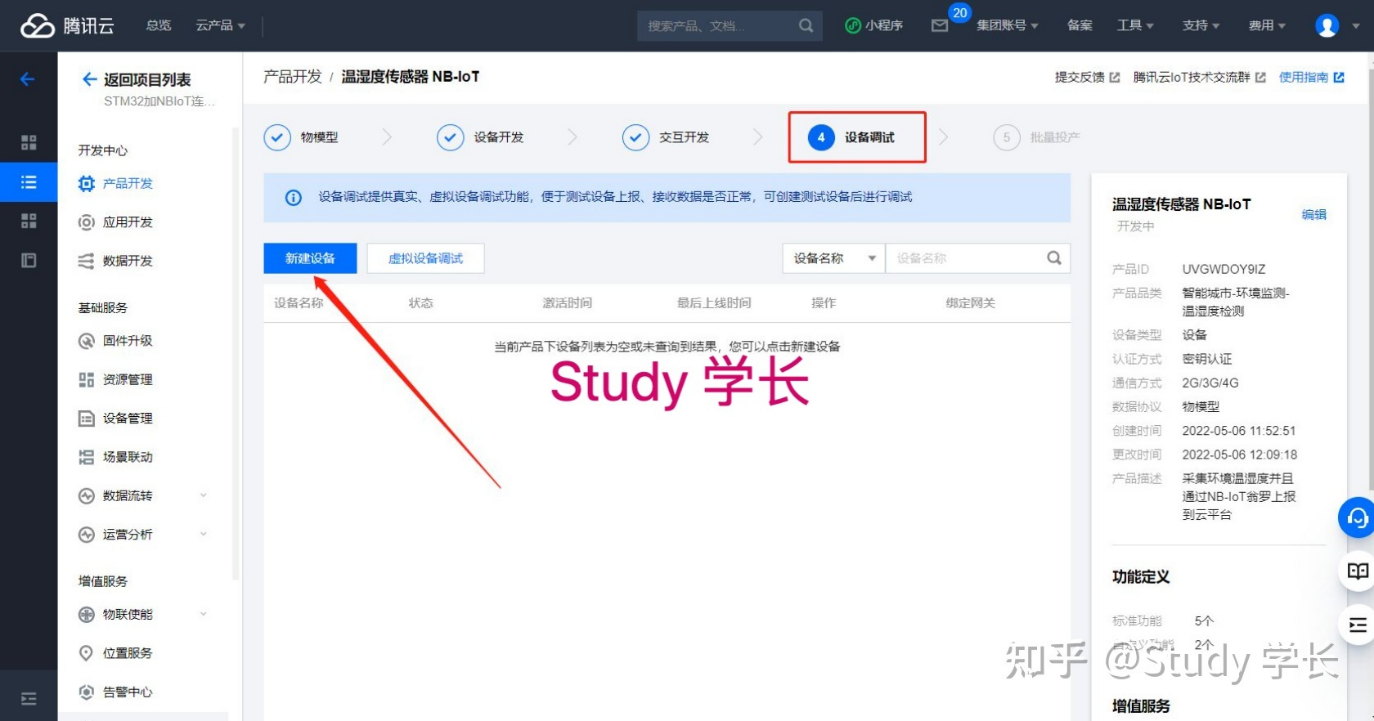 腾讯云 总览 云产品 搜索产品、文档... 小程序 20 集团账号 备案 工具 支持 费用
返回项目列表
STM32加NBIoT连...
产品开发 / 温湿度传感器 NB-IoT
提交反馈 腾讯云IoT技术交流群 使用指南
开发中心
产品开发
应用开发
数据开发
基础服务
固件升级
资源管理
设备管理
场景联动
数据流转
运营分析
增值服务
物联使能
位置服务
告警中心
物模型 设备开发 交互开发 4 设备调试 5 批量投产
设备调试提供真实、虚拟设备调试功能，便于测试设备上报、接收数据是否正常，可创建测试设备后进行调试
新建设备 虚拟设备调试 设备名称 设备名称
设备名称 状态 激活时间 最后上线时间 操作 绑定网关
当前产品下设备列表为空或未查询到结果，您可以点击新建设备
Study 学长
温湿度传感器 NB-IoT
编辑
开发中
产品ID UVGWDOY9IZ
产品品类 智能城市-环境监测-
温湿度检测
设备类型 设备
认证方式 密钥认证
通信方式 2G/3G/4G
数据协议 物模型
创建时间 2022-05-06 11:52:51
更改时间 2022-05-06 12:09:18
产品描述 采集环境温湿度并且
通过NB-IoT翁罗上报
到云平台
功能定义
标准功能 5个
自定义功能 2个
知乎 @Study 学长
增值服务